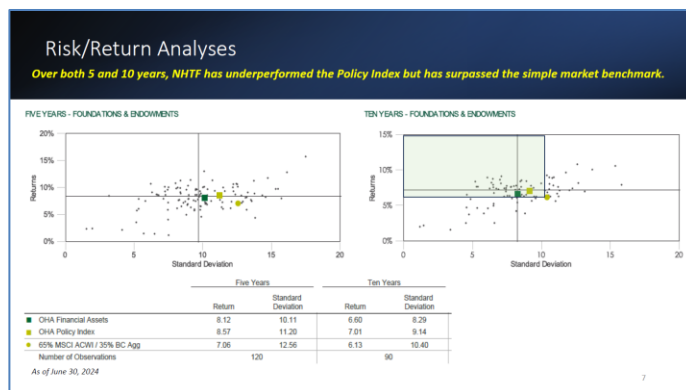 Risk/Return Analyses
Over both 5 and 10 years, NHTF has underperformed the Policy Index but has surpassed the simple market benchmark.
FIVE YEARS - FOUNDATIONS & ENDOWMENTS
20%
15%
10%
5%
0%
Returns
0 5 10 15 20
Standard Deviation
TEN YEARS - FOUNDATIONS & ENDOWMENTS
15%
10%
5%
0%
Returns
0 5 10 15 20
Standard Deviation
Five Years Ten Years
Return Standard Deviation Return Standard Deviation
OHA Financial Assets 8.12 10.11 6.60 8.29
OHA Policy Index 8.57 11.20 7.01 9.14
65% MSCI ACWI / 35% BC Agg 7.06 12.56 6.13 10.40
Number of Observations 120 90
As of June 30, 2024
7